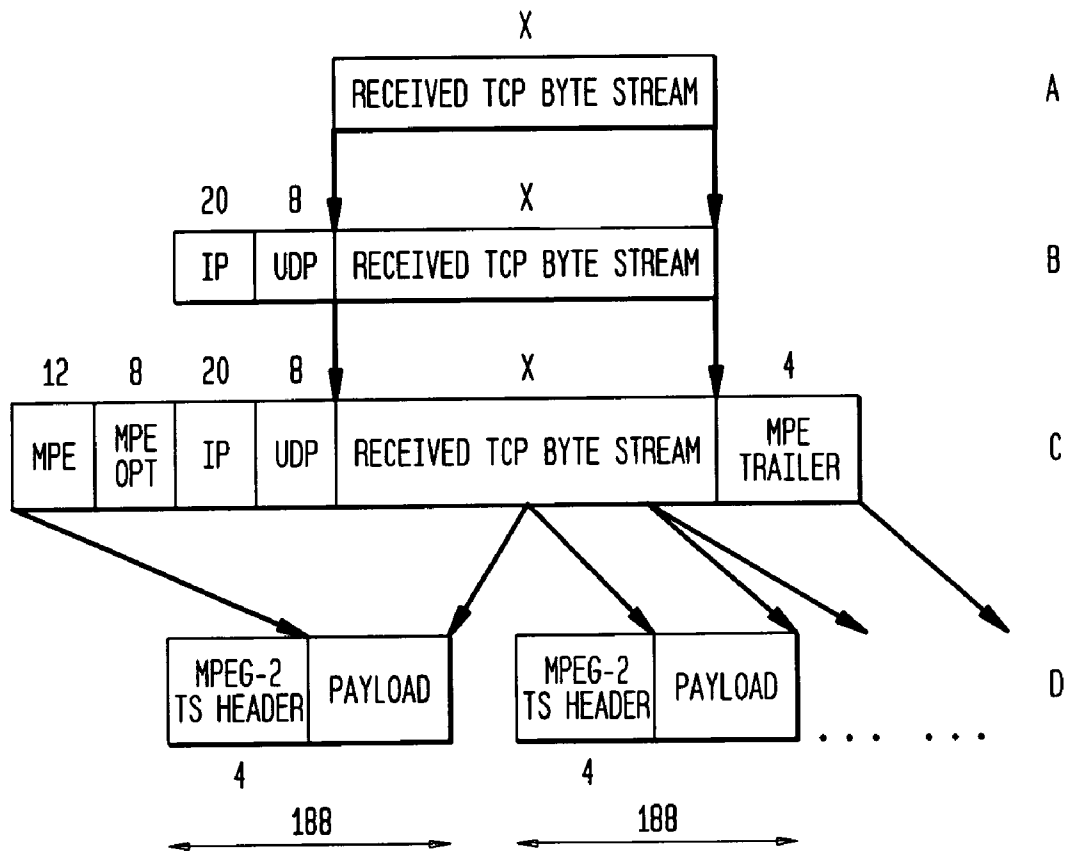 X
RECEIVED TCP BYTE STREAM A
20 8 X
IP UDP RECEIVED TCP BYTE STREAM B
12 8 20 8 X 4
MPE MPE OPT IP UDP RECEIVED TCP BYTE STREAM MPE TRAILER C
MPEG-2 TS HEADER PAYLOAD MPEG-2 TS HEADER PAYLOAD . . . . . . D
4 4
188 188